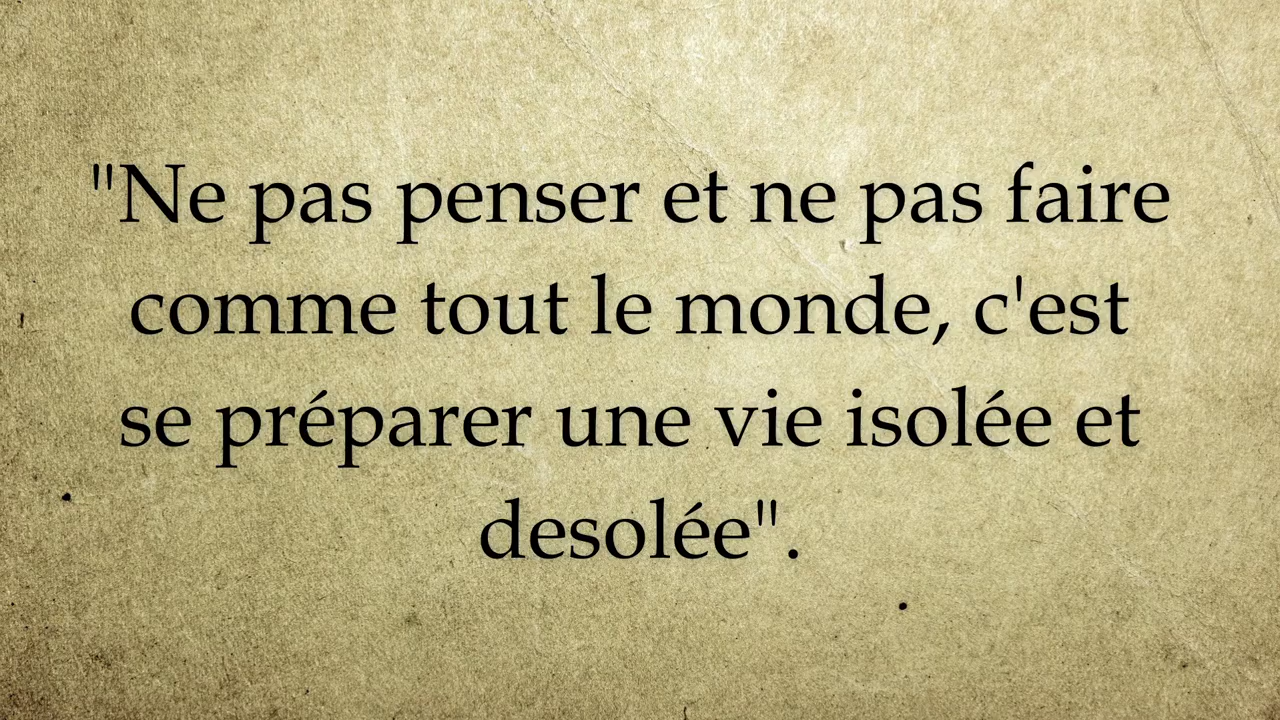 "Ne pas penser et ne pas faire
comme tout le monde, c'est
se préparer une vie isolée et
desolée".